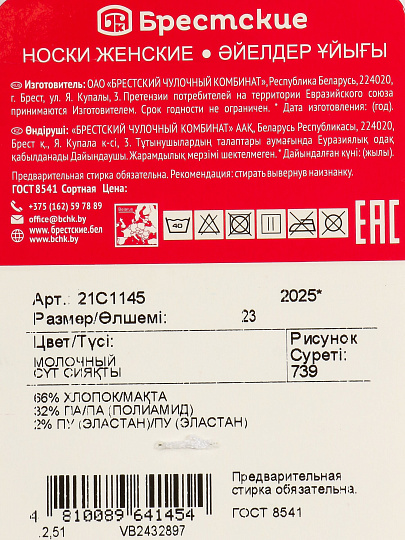 Брестские
НОСКИ ЖЕНСКИЕ • ӘЙЕЛДЕР ҰЙЫҒЫ
Изготовитель: ОАО «БРЕСТСКИЙ ЧУЛОЧНЫЙ КОМБИНАТ», Республика Беларусь, 224020,
г. Брест, ул. Я. Купалы, 3. Претензии потребителей на территории Евразийского союза
принимаются Изготовителем. Срок годности не ограничен. * Дата изготовления: (год).
Өндіруші: «БРЕСТСКИЙ ЧУЛОЧНЫЙ КОМБИНАТ» ААҚ, Беларусь Республикасы, 224020,
Брест қ., Я. Купала к-сі, 3. Тұтынушылардың талаптары аумағында Еуразиялық одақ
қабылданады Дайындаушы. Жарамдылық мерзімі шектелмеген. * Дайындалған күні: (жылы).
Предварительная стирка обязательна. Рекомендация: стирать вывернув наизнанку.
ГОСТ 8541 Сортная Цена:
+375 (162) 59 78 89
office@bchk.by
www.брестские.бел
www.bchk.by
40
EAC
Арт.: 21С1145 2025*
Размер/Өлшемі: 23
Цвет/Түсі: Рисунок
Суреті:
МОЛОЧНЫЙ
СҮТ СИЯҚТЫ 739
66% ХЛОПОК/МАҚТА
32% ПА/ПА (ПОЛИАМИД)
2% ПУ (ЭЛАСТАН)/ПУ (ЭЛАСТАН)
Предварительная
стирка обязательна.
ГОСТ 8541
4 810089 641454
2,51 VB2432897